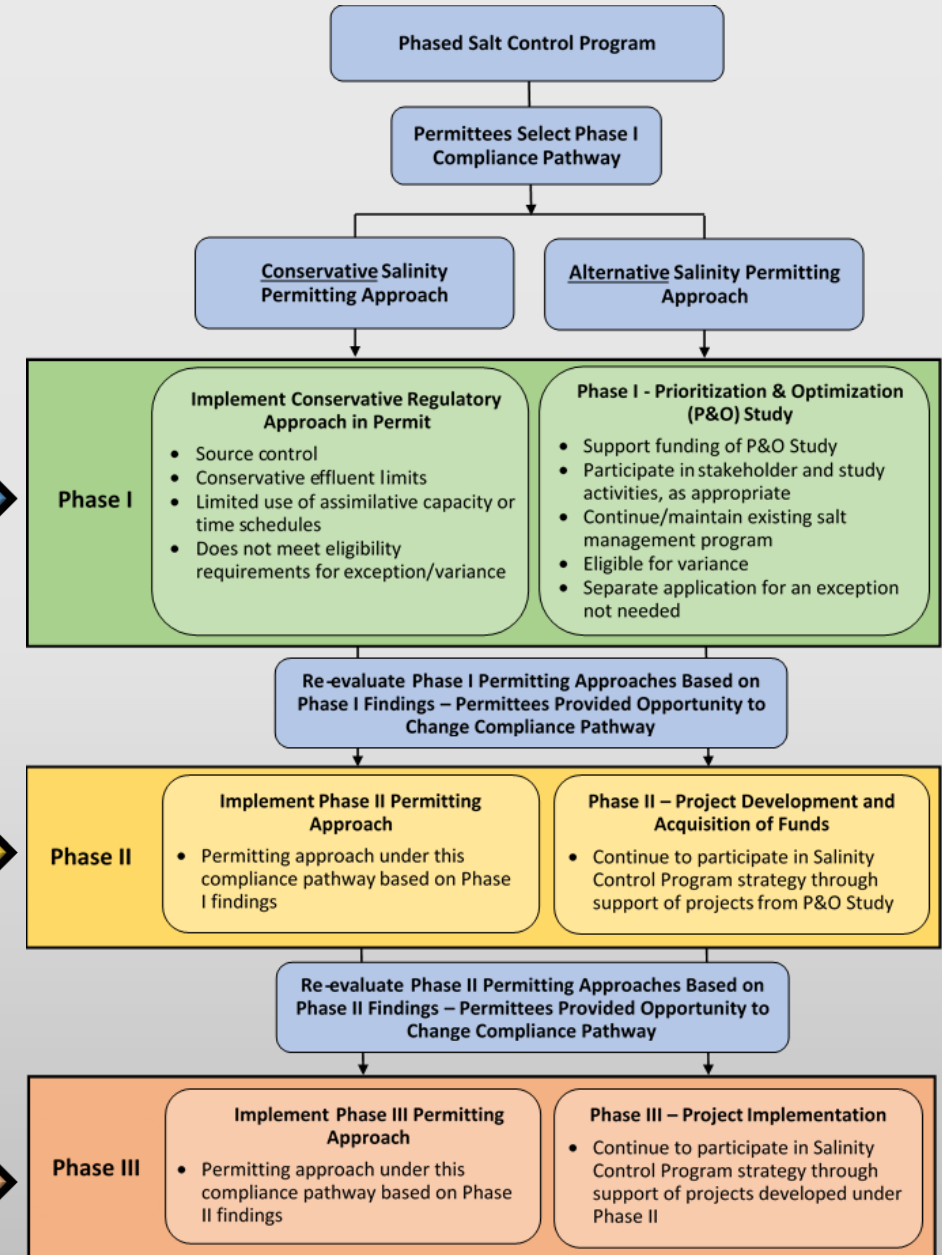 Phased Salt Control Program
Permittees Select Phase I
Compliance Pathway
Conservative Salinity
Permitting Approach
Alternative Salinity Permitting
Approach
Phase I
Implement Conservative Regulatory
Approach in Permit
• Source control
• Conservative effluent limits
• Limited use of assimilative capacity or
time schedules
• Does not meet eligibility
requirements for exception/variance
Phase I - Prioritization & Optimization
(P&O) Study
• Support funding of P&O Study
• Participate in stakeholder and study
activities, as appropriate
• Continue/maintain existing salt
management program
• Eligible for variance
• Separate application for an exception
not needed
Re-evaluate Phase I Permitting Approaches Based on
Phase I Findings – Permittees Provided Opportunity to
Change Compliance Pathway
Phase II
Implement Phase II Permitting
Approach
• Permitting approach under this
compliance pathway based on Phase
I findings
Phase II – Project Development and
Acquisition of Funds
• Continue to participate in Salinity
Control Program strategy through
support of projects from P&O Study
Re-evaluate Phase II Permitting Approaches Based on
Phase II Findings – Permittees Provided Opportunity to
Change Compliance Pathway
Phase III
Implement Phase III Permitting
Approach
• Permitting approach under this
compliance pathway based on Phase
II findings
Phase III – Project Implementation
• Continue to participate in Salinity
Control Program strategy through
support of projects developed under
Phase II